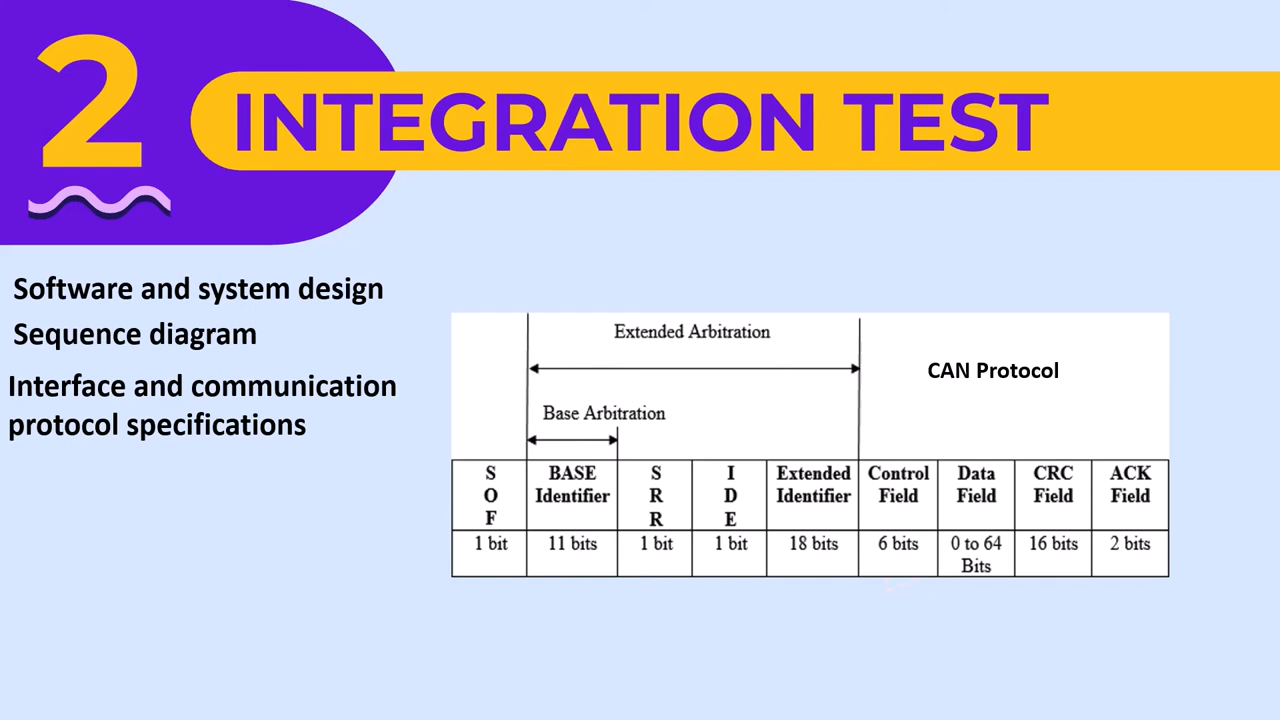 2
INTEGRATION TEST
Software and system design
Sequence diagram
Interface and communication
protocol specifications
Extended Arbitration
CAN Protocol
Base Arbitration
S O F
BASE Identifier
S R R
I D E
Extended Identifier
Control Field
Data Field
CRC Field
ACK Field
1 bit
11 bits
1 bit
1 bit
18 bits
6 bits
0 to 64 Bits
16 bits
2 bits